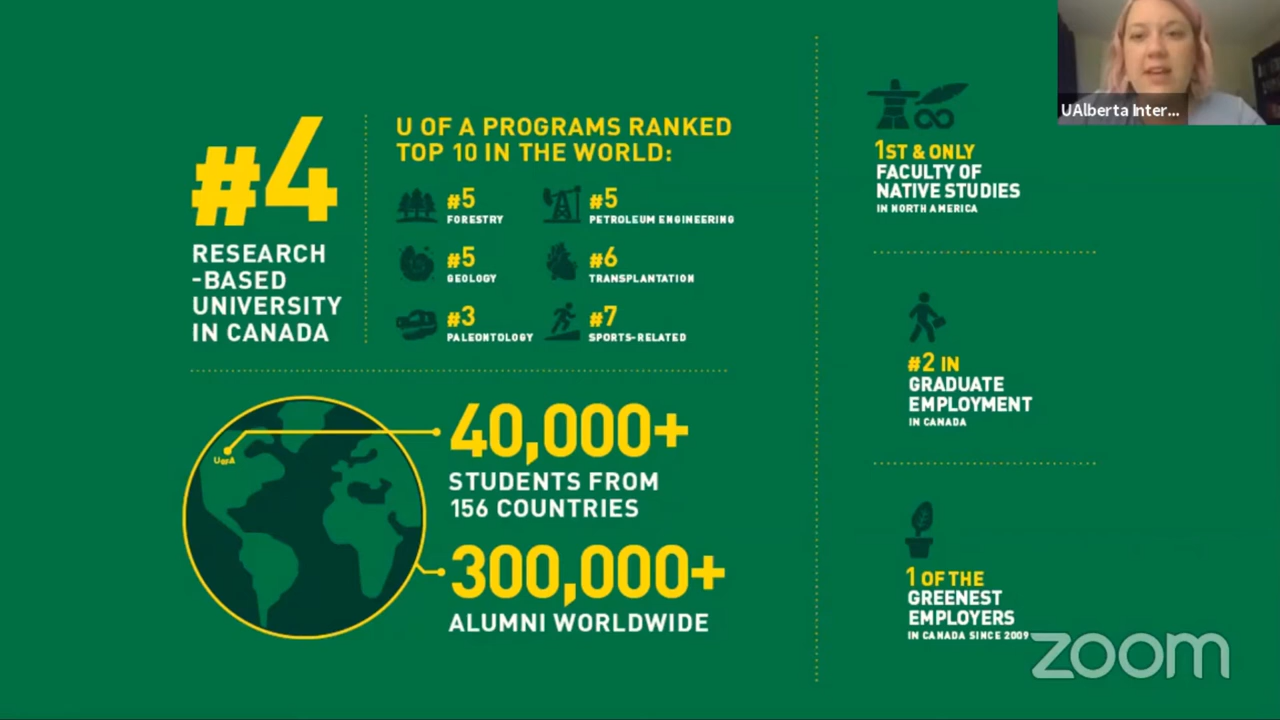 #4
RESEARCH
-BASED
UNIVERSITY
IN CANADA
U OF A PROGRAMS RANKED
TOP 10 IN THE WORLD:
#5
FORESTRY
#5
PETROLEUM ENGINEERING
#5
GEOLOGY
#6
TRANSPLANTATION
#3
PALEONTOLOGY
#7
SPORTS-RELATED
UofA
40,000+
STUDENTS FROM
156 COUNTRIES
300,000+
ALUMNI WORLDWIDE
1ST & ONLY
FACULTY OF
NATIVE STUDIES
IN NORTH AMERICA
#2 IN
GRADUATE
EMPLOYMENT
IN CANADA
1 OF THE
GREENEST
EMPLOYERS
IN CANADA SINCE 2009
UAlberta Inter...
zoom